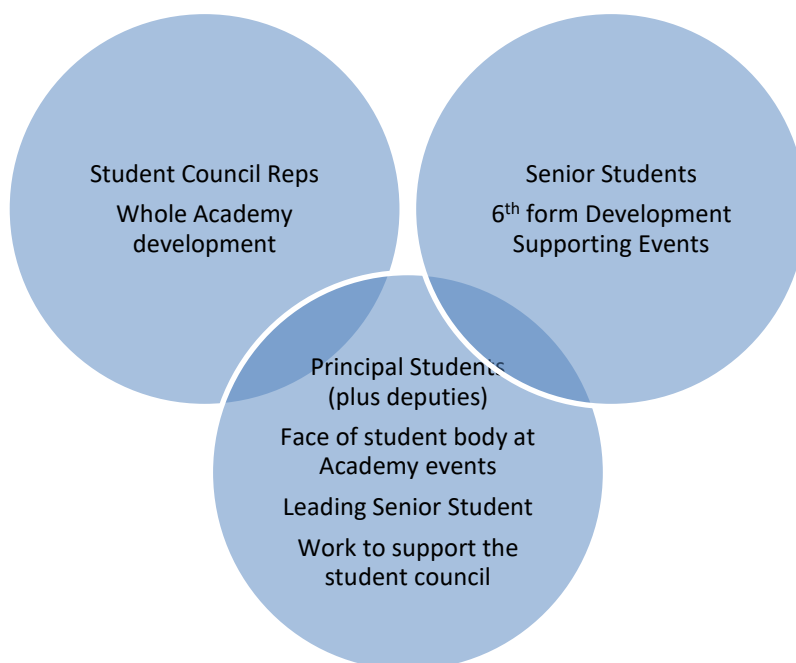 Student Council Reps
Whole Academy
development
Senior Students
6th form Development
Supporting Events
Principal Students
(plus deputies)
Face of student body at
Academy events
Leading Senior Student
Work to support the
student council